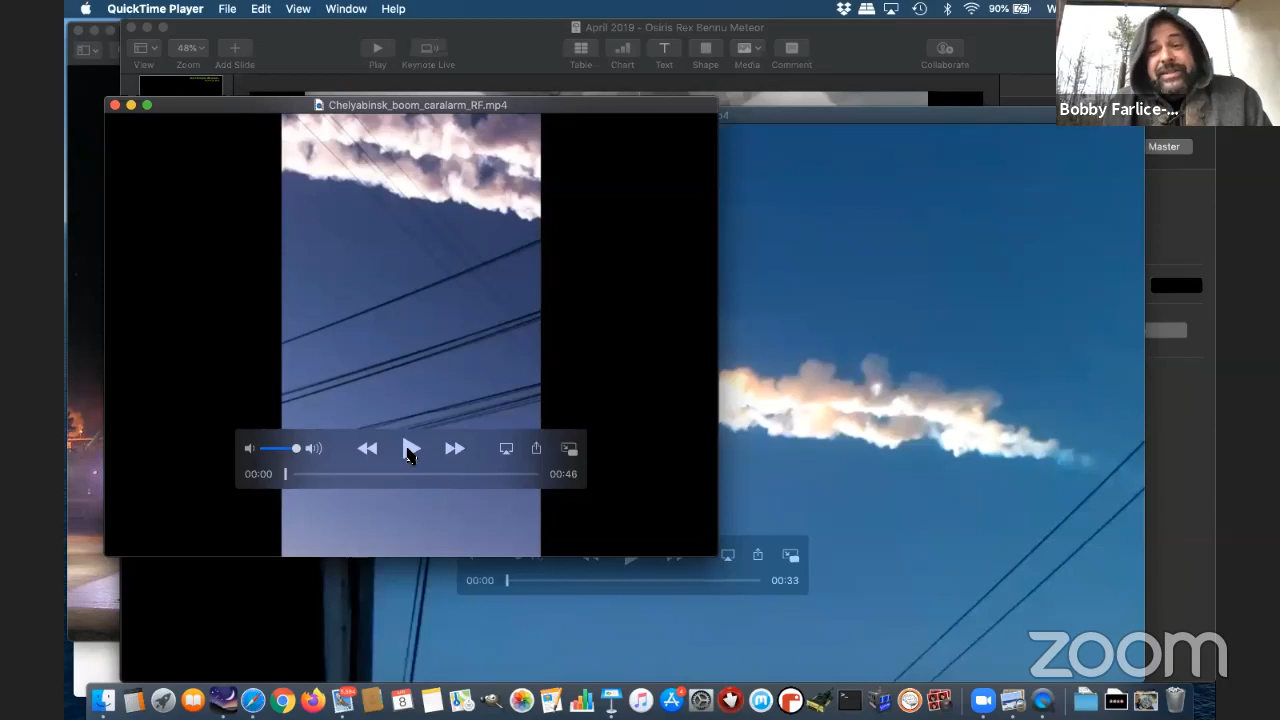 QuickTime Player File Edit View Window Help 90%
April 2019 - Osiris Rex Bennu Meteor
48%
View Zoom Add Slide Play Keynote Live Table Chart Text Shape Media Comment Collaborate
Bobby Farlice-...
Chelyabinsk_boom_caralarm_RF.mp4
Master
00:00 00:46
00:00 00:33
zoom